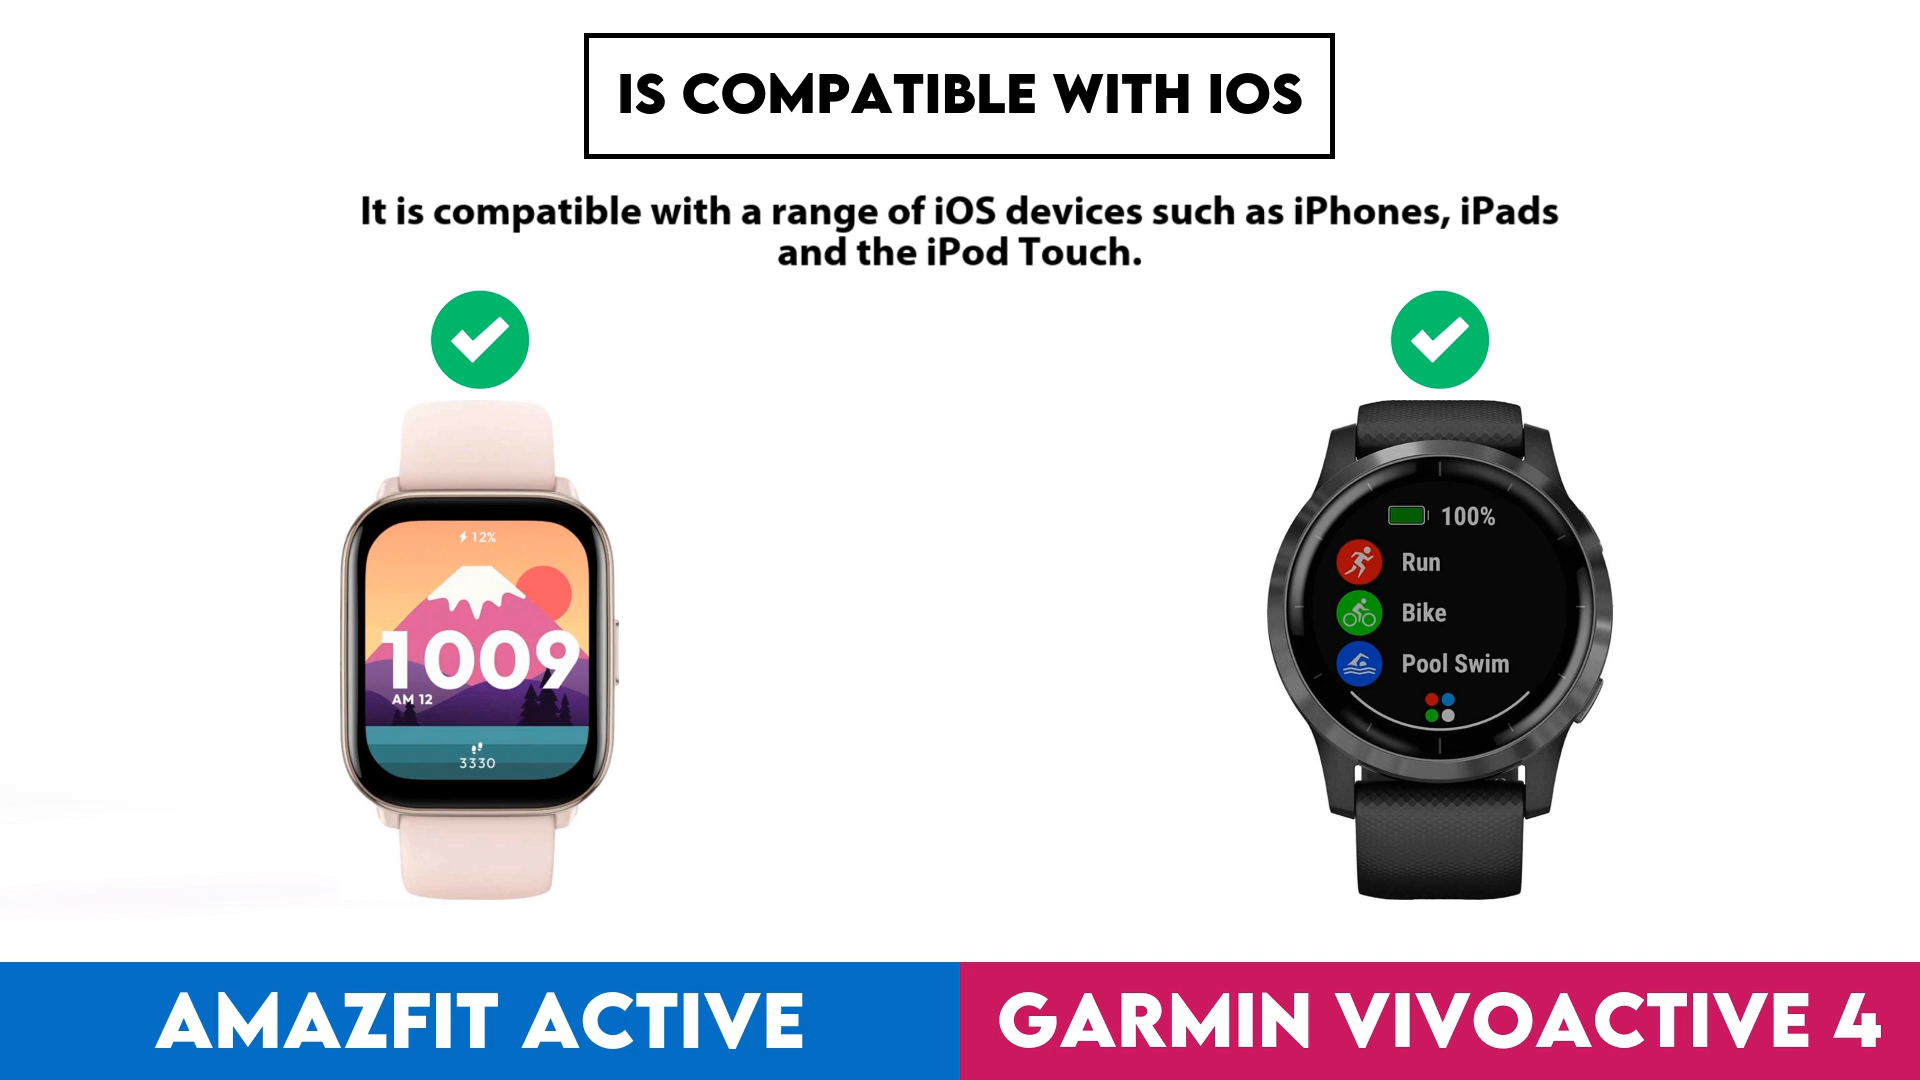 IS COMPATIBLE WITH IOS
It is compatible with a range of iOS devices such as iPhones, iPads
and the iPod Touch.
12%
1009
AM 12
3330
100%
Run
Bike
Pool Swim
AMAZFIT ACTIVE
GARMIN VIVOACTIVE 4